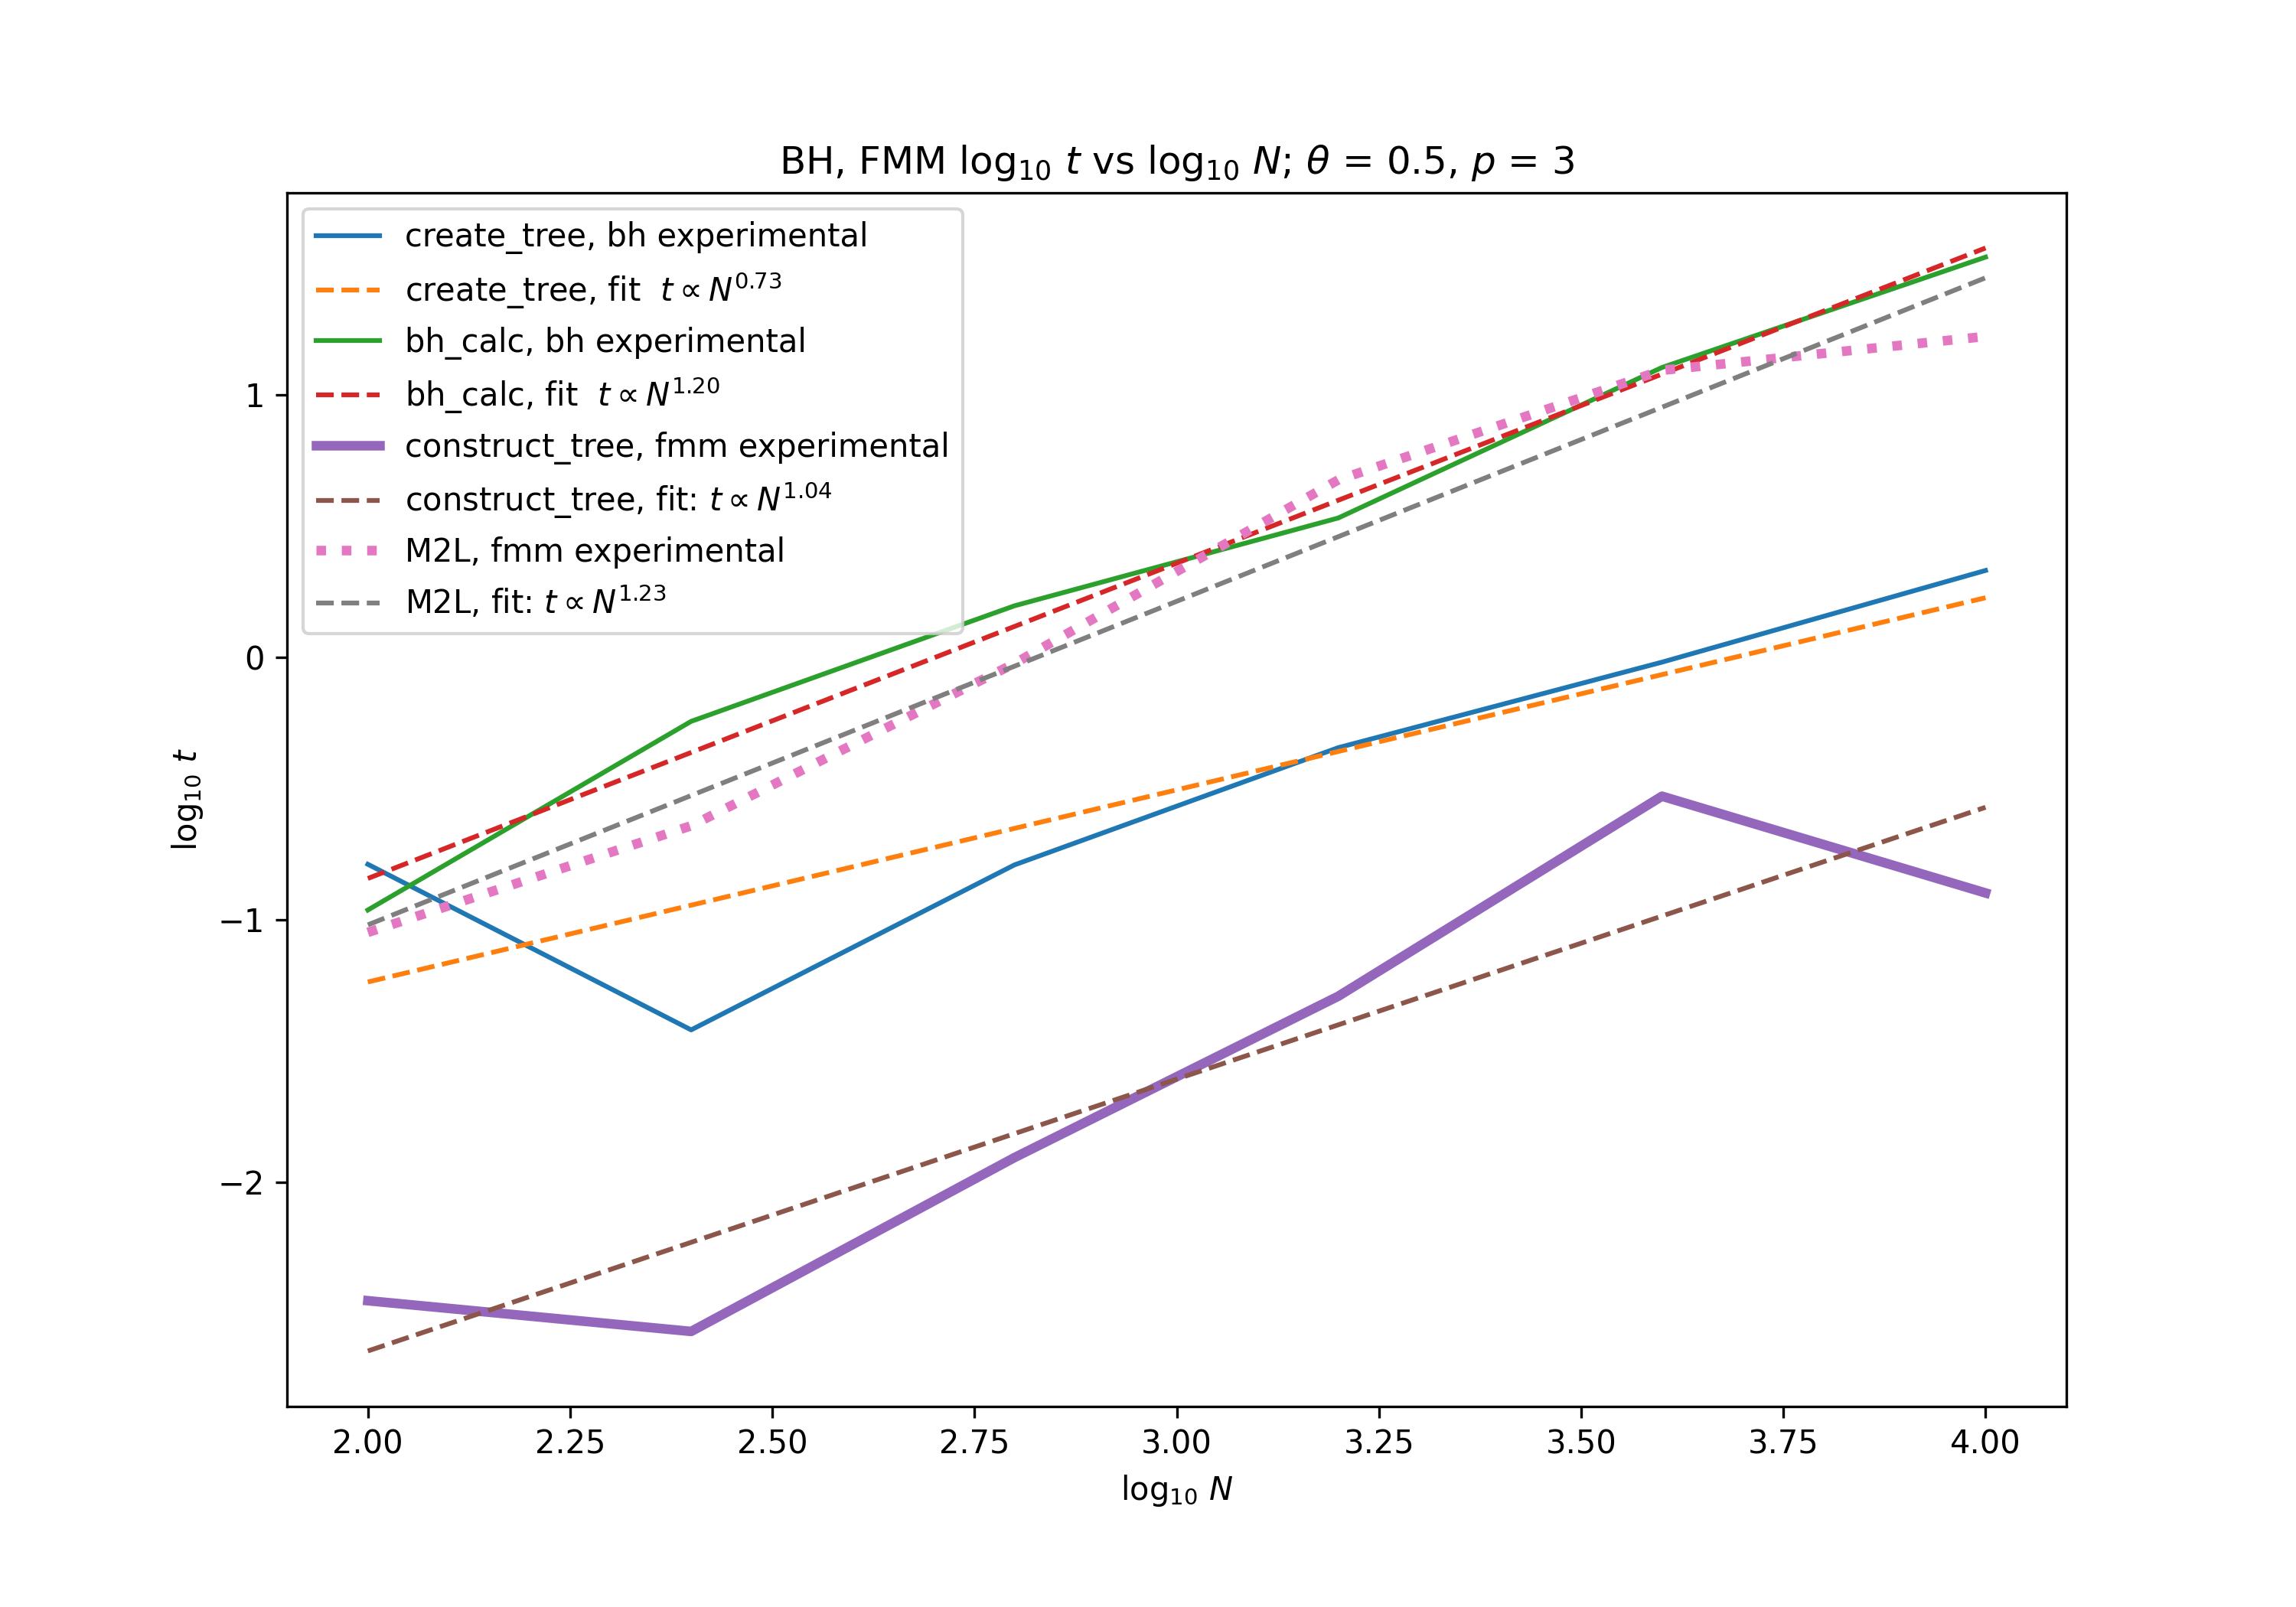 BH, FMM log₁₀ t vs log₁₀ N; θ = 0.5, p = 3
create_tree, bh experimental
create_tree, fit t ∝ N^0.73
bh_calc, bh experimental
bh_calc, fit t ∝ N^1.20
construct_tree, fmm experimental
construct_tree, fit: t ∝ N^1.04
M2L, fmm experimental
M2L, fit: t ∝ N^1.23
1
0
−1
−2
log₁₀ t
2.00 2.25 2.50 2.75 3.00 3.25 3.50 3.75 4.00
log₁₀ N